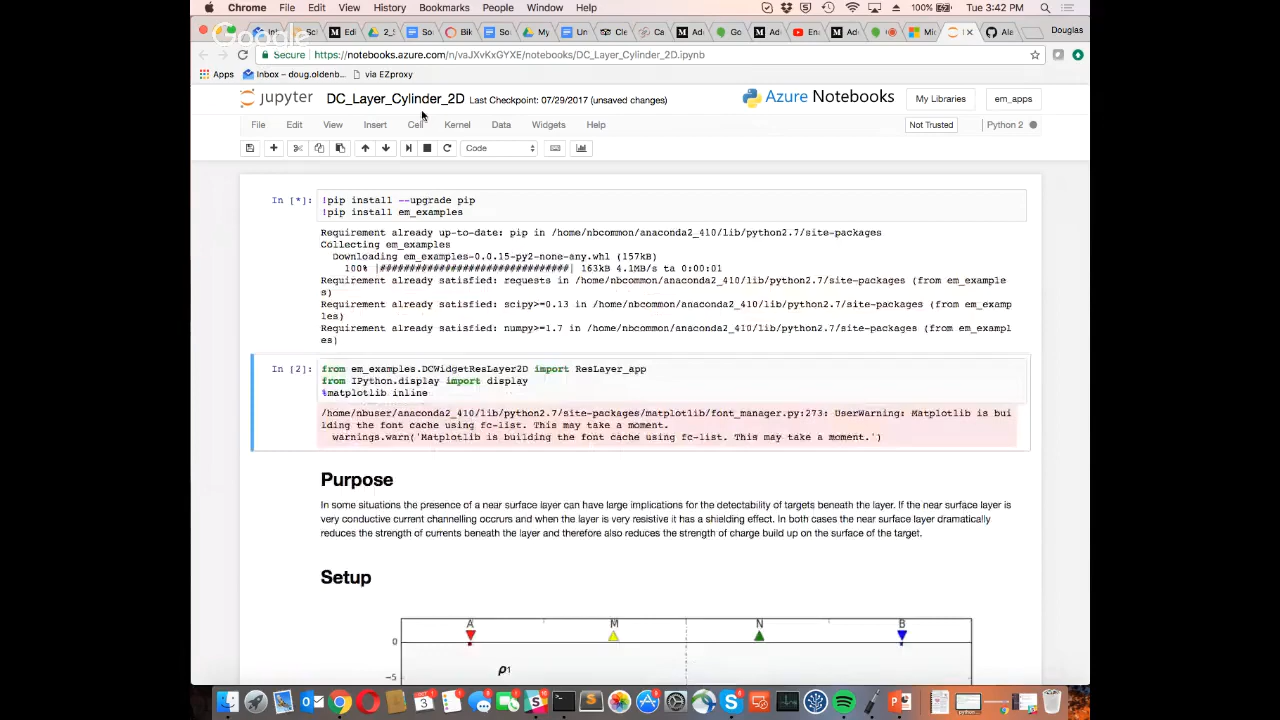 Chrome File Edit View History Bookmarks People Window Help
100% Tue 3:42 PM
Google
Douglas
Secure https://notebooks.azure.com/n/vaJXvKxGYXE/notebooks/DC_Layer_Cylinder_2D.ipynb
Apps Inbox – doug.oldenb... via EZproxy
jupyter DC_Layer_Cylinder_2D Last Checkpoint: 07/29/2017 (unsaved changes)
Azure Notebooks My Libraries em_apps
File Edit View Insert Cell Kernel Data Widgets Help
Not Trusted Python 2
Code
In [*]: !pip install --upgrade pip
!pip install em_examples
Requirement already up-to-date: pip in /home/nbcommon/anaconda2_410/lib/python2.7/site-packages
Collecting em_examples
Downloading em_examples-0.0.15-py2-none-any.whl (157kB)
100% |################################| 163kB 4.1MB/s ta 0:00:01
Requirement already satisfied: requests in /home/nbcommon/anaconda2_410/lib/python2.7/site-packages (from em_example
s)
Requirement already satisfied: scipy>=0.13 in /home/nbcommon/anaconda2_410/lib/python2.7/site-packages (from em_examp
les)
Requirement already satisfied: numpy>=1.7 in /home/nbcommon/anaconda2_410/lib/python2.7/site-packages (from em_exampl
es)
In [2]: from em_examples.DCWidgetResLayer2D import ResLayer_app
from IPython.display import display
%matplotlib inline
/home/nbuser/anaconda2_410/lib/python2.7/site-packages/matplotlib/font_manager.py:273: UserWarning: Matplotlib is bui
lding the font cache using fc-list. This may take a moment.
warnings.warn('Matplotlib is building the font cache using fc-list. This may take a moment.')
Purpose
In some situations the presence of a near surface layer can have large implications for the detectability of targets beneath the layer. If the near surface layer is
very conductive current channelling occrurs and when the layer is very resistive it has a shielding effect. In both cases the near surface layer dramatically
reduces the strength of currents beneath the layer and therefore also reduces the strength of charge build up on the surface of the target.
Setup
A M N B
0
ρ1
−5